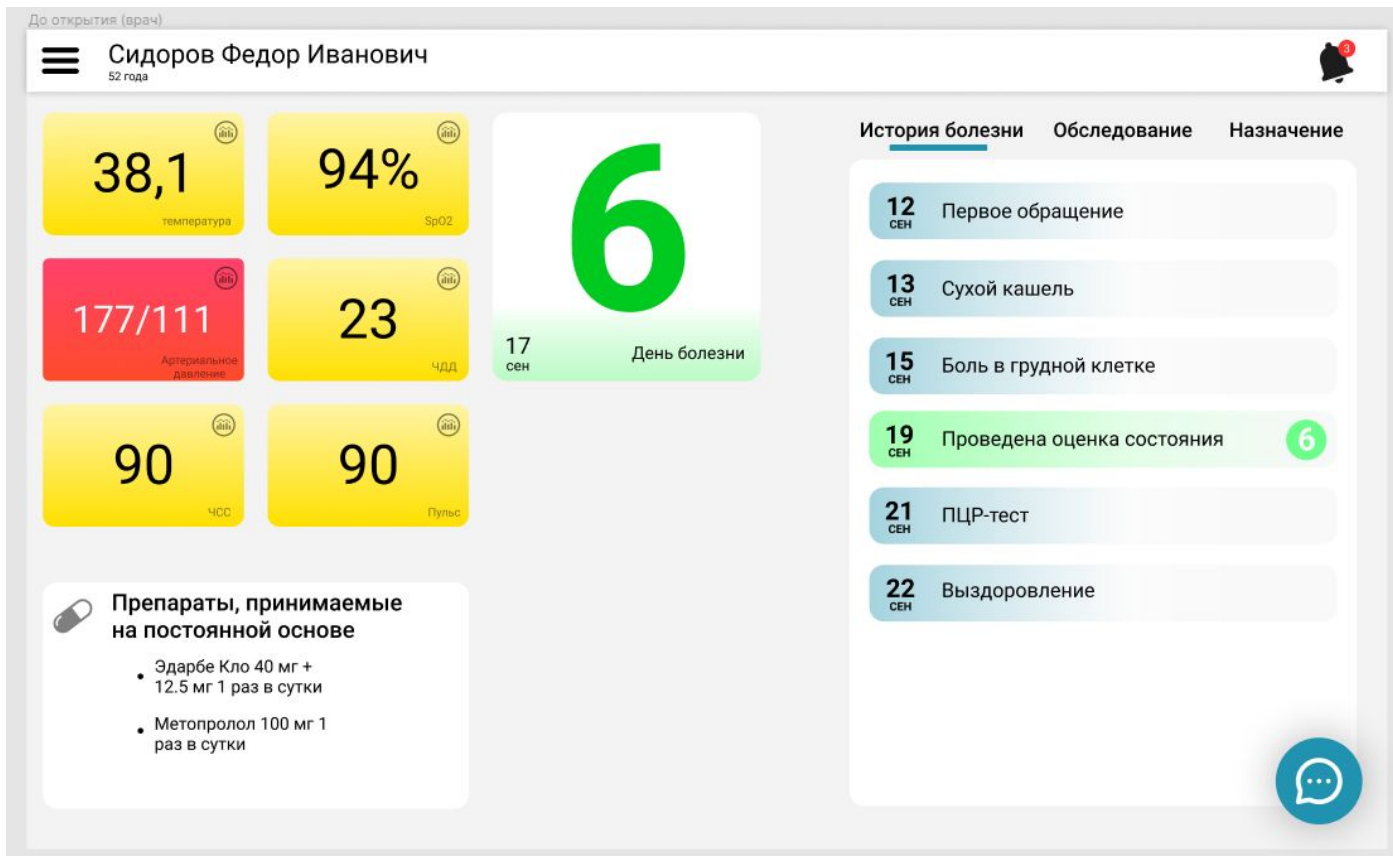 До открытия (врач)
Сидоров Федор Иванович
52 года
3
38,1
температура
94%
SpO2
177/111
Артериальное
давление
23
ЧДД
90
ЧСС
90
Пульс
6
17
сен
День болезни
Препараты, принимаемые
на постоянной основе
Эдарбе Кло 40 мг +
12.5 мг 1 раз в сутки
Метопролол 100 мг 1
раз в сутки
История болезни Обследование Назначение
12
СЕН
Первое обращение
13
СЕН
Сухой кашель
15
СЕН
Боль в грудной клетке
19
СЕН
Проведена оценка состояния
6
21
СЕН
ПЦР-тест
22
СЕН
Выздоровление